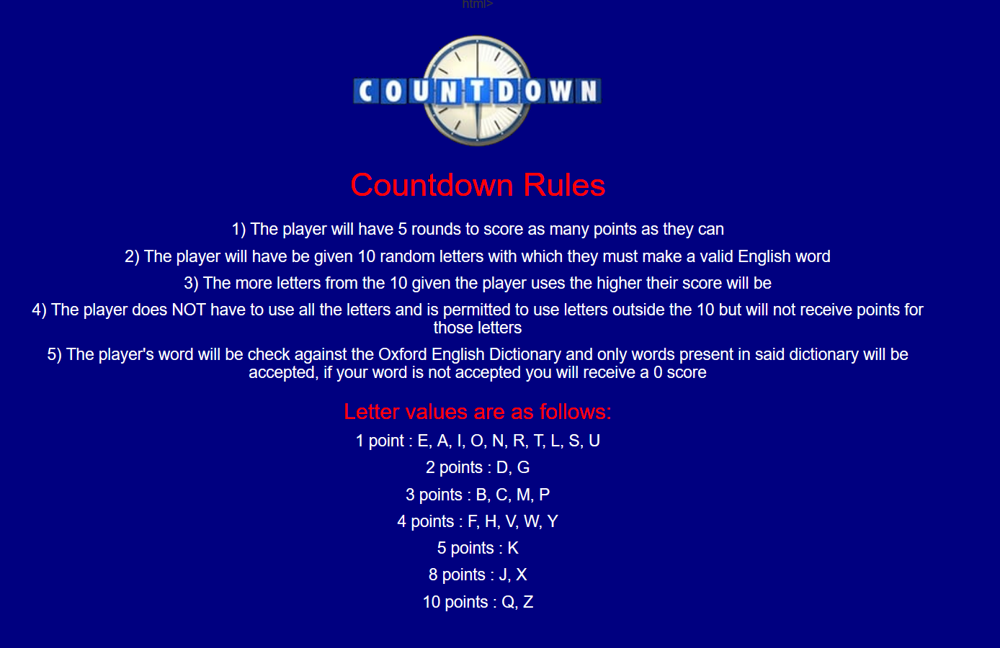 html>
COUNTDOWN
Countdown Rules
1) The player will have 5 rounds to score as many points as they can
2) The player will have be given 10 random letters with which they must make a valid English word
3) The more letters from the 10 given the player uses the higher their score will be
4) The player does NOT have to use all the letters and is permitted to use letters outside the 10 but will not receive points for
those letters
5) The player's word will be check against the Oxford English Dictionary and only words present in said dictionary will be
accepted, if your word is not accepted you will receive a 0 score
Letter values are as follows:
1 point : E, A, I, O, N, R, T, L, S, U
2 points : D, G
3 points : B, C, M, P
4 points : F, H, V, W, Y
5 points : K
8 points : J, X
10 points : Q, Z